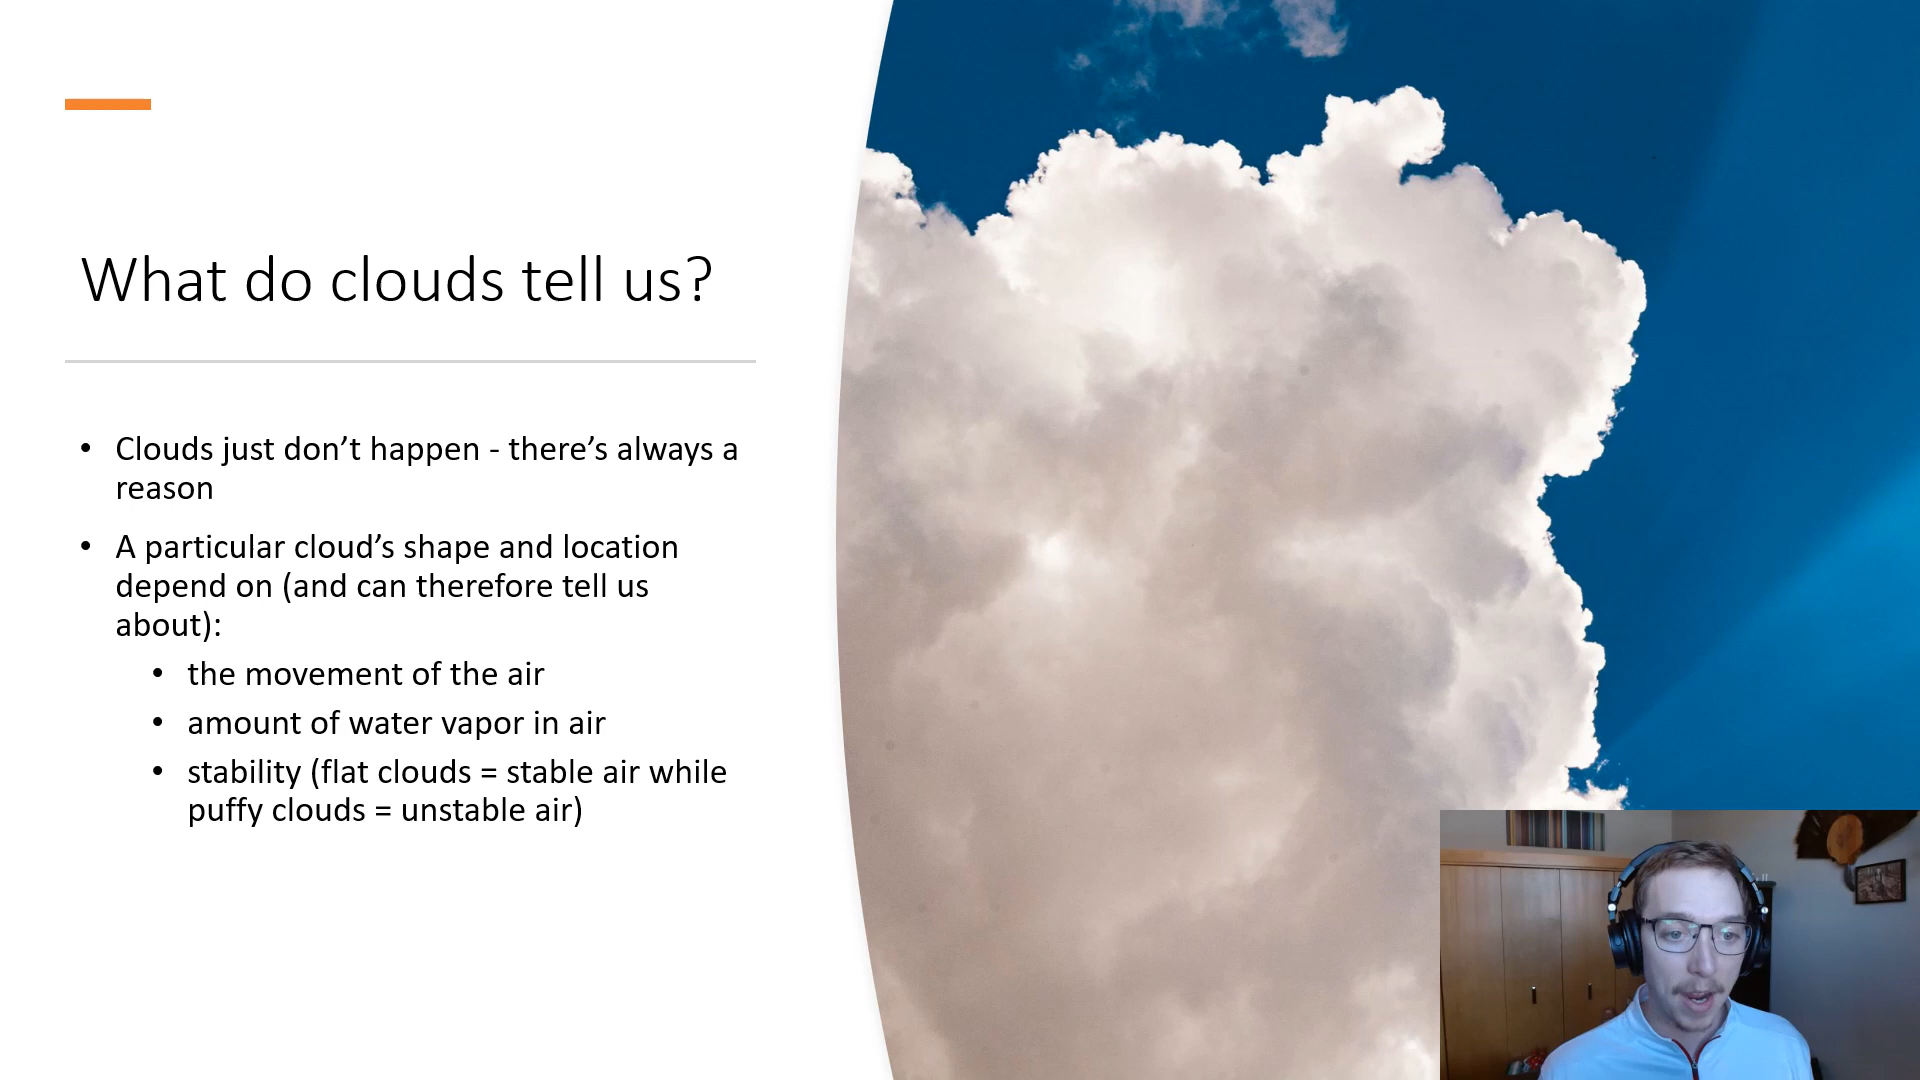 What do clouds tell us?
• Clouds just don’t happen - there’s always a
reason
• A particular cloud’s shape and location
depend on (and can therefore tell us
about):
• the movement of the air
• amount of water vapor in air
• stability (flat clouds = stable air while
puffy clouds = unstable air)